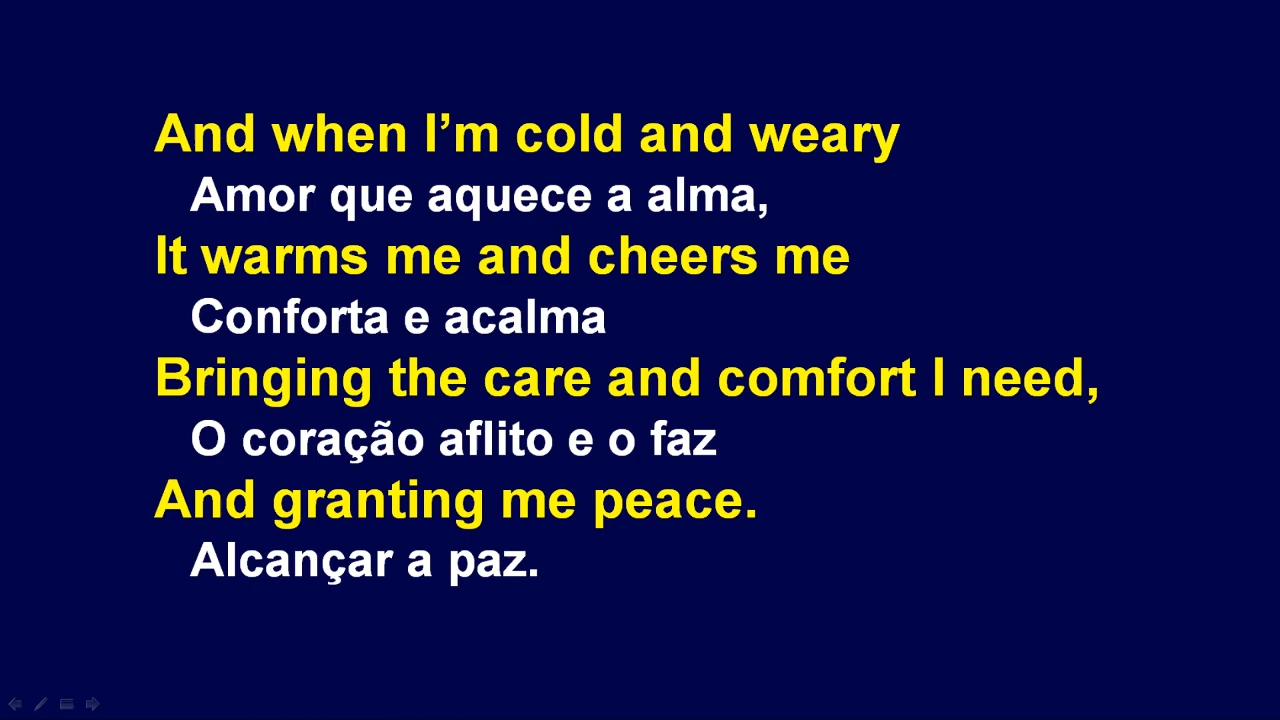 And when I’m cold and weary
Amor que aquece a alma,
It warms me and cheers me
Conforta e acalma
Bringing the care and comfort I need,
O coração aflito e o faz
And granting me peace.
Alcançar a paz.